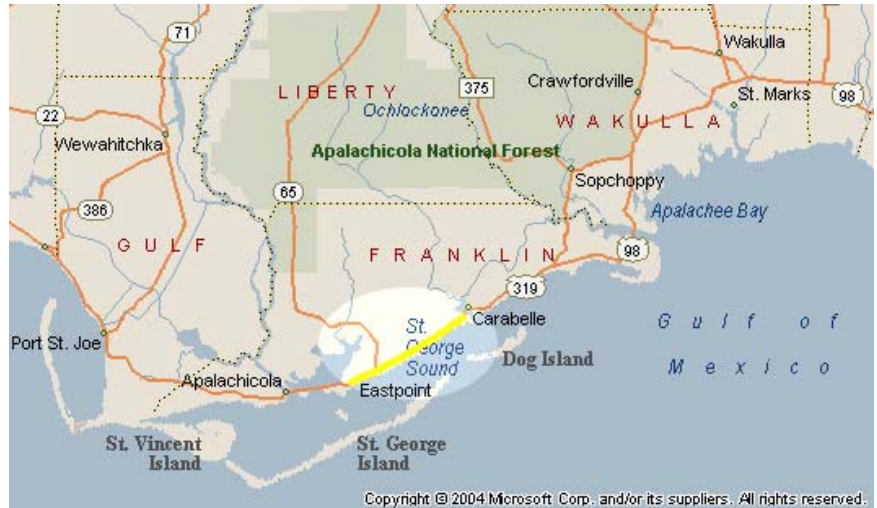 71
Wakulla
375
Crawfordville
LIBERTY
Ochlockonee
St. Marks
98
22
WAKULLA
Wewahitchka
Apalachicola National Forest
Sopchoppy
65
386
Apalachee Bay
GULF
FRANKLIN
98
319
Carabelle
Gulf of
Mexico
St.
George
Sound
Port St. Joe
Dog Island
Apalachicola
Eastpoint
St. Vincent
Island
St. George
Island
Copyright © 2004 Microsoft Corp. and/or its suppliers. All rights reserved.